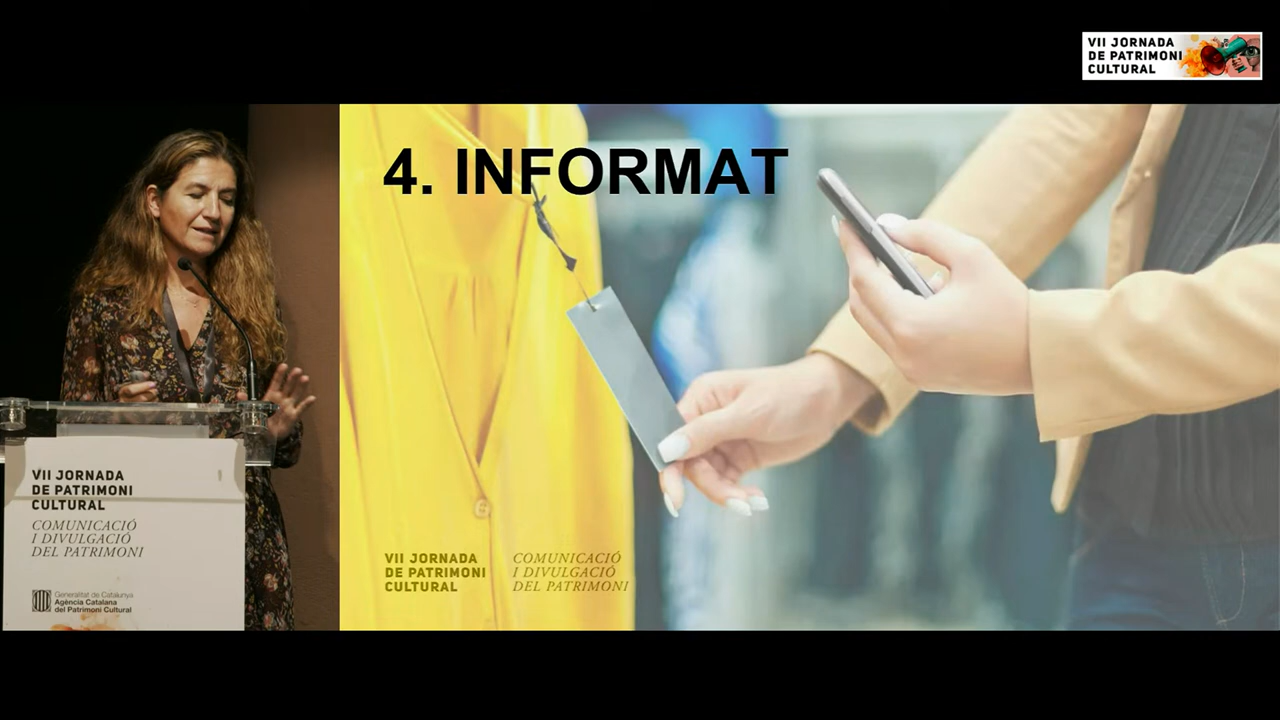 VII JORNADA
DE PATRIMONI
CULTURAL
4. INFORMAT
VII JORNADA
DE PATRIMONI
CULTURAL
COMUNICACIÓ
I DIVULGACIÓ
DEL PATRIMONI
VII JORNADA
DE PATRIMONI
CULTURAL
COMUNICACIÓ
I DIVULGACIÓ
DEL PATRIMONI
Generalitat de Catalunya
Agència Catalana
del Patrimoni Cultural